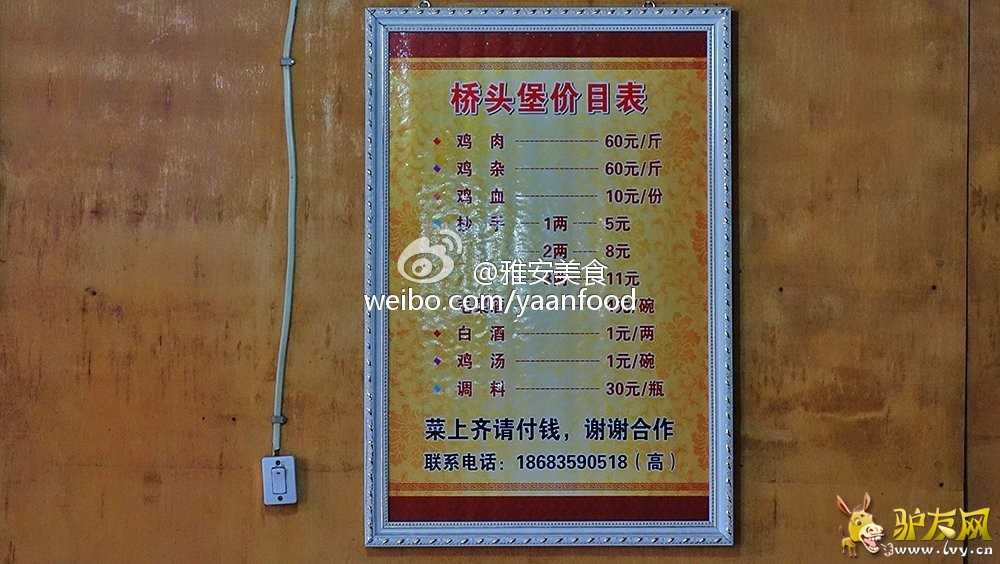 桥头堡价目表
鸡 肉 60元/斤
鸡 杂 60元/斤
鸡 血 10元/份
抄 手 1两 5元
2两 8元
11元
碗
白 酒 1元/两
鸡 汤 1元/碗
调 料 30元/瓶
菜上齐请付钱，谢谢合作
联系电话：18683590518（高）
@雅安美食
weibo.com/yaanfood
驴友网
www.lvy.cn